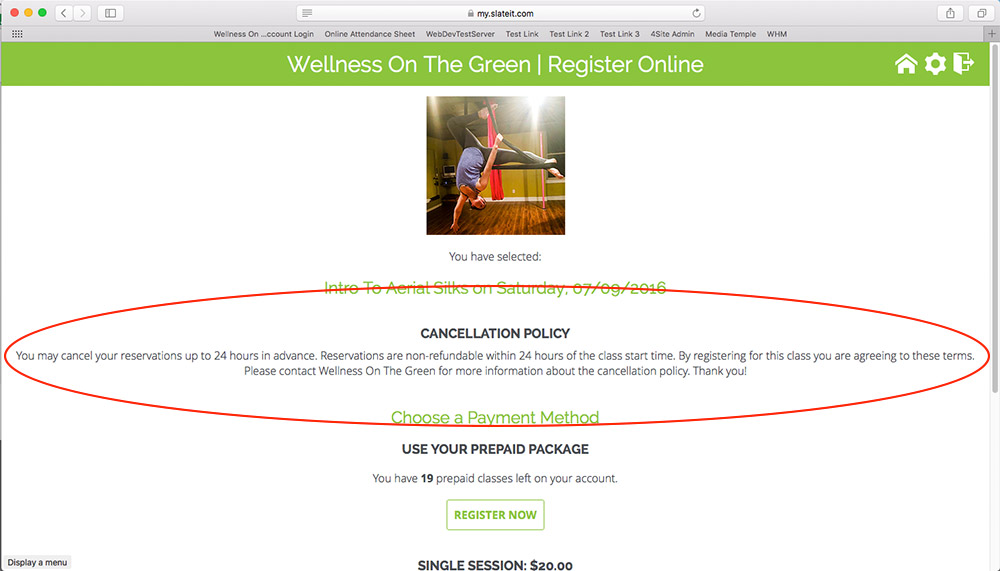 my.slateit.com
Wellness On ...ccount Login Online Attendance Sheet WebDevTestServer Test Link Test Link 2 Test Link 3 4Site Admin Media Temple WHM
Wellness On The Green | Register Online
You have selected:
Intro To Aerial Silks on Saturday, 07/09/2016
CANCELLATION POLICY
You may cancel your reservations up to 24 hours in advance. Reservations are non-refundable within 24 hours of the class start time. By registering for this class you are agreeing to these terms.
Please contact Wellness On The Green for more information about the cancellation policy. Thank you!
Choose a Payment Method
USE YOUR PREPAID PACKAGE
You have 19 prepaid classes left on your account.
REGISTER NOW
Display a menu
SINGLE SESSION: $20.00